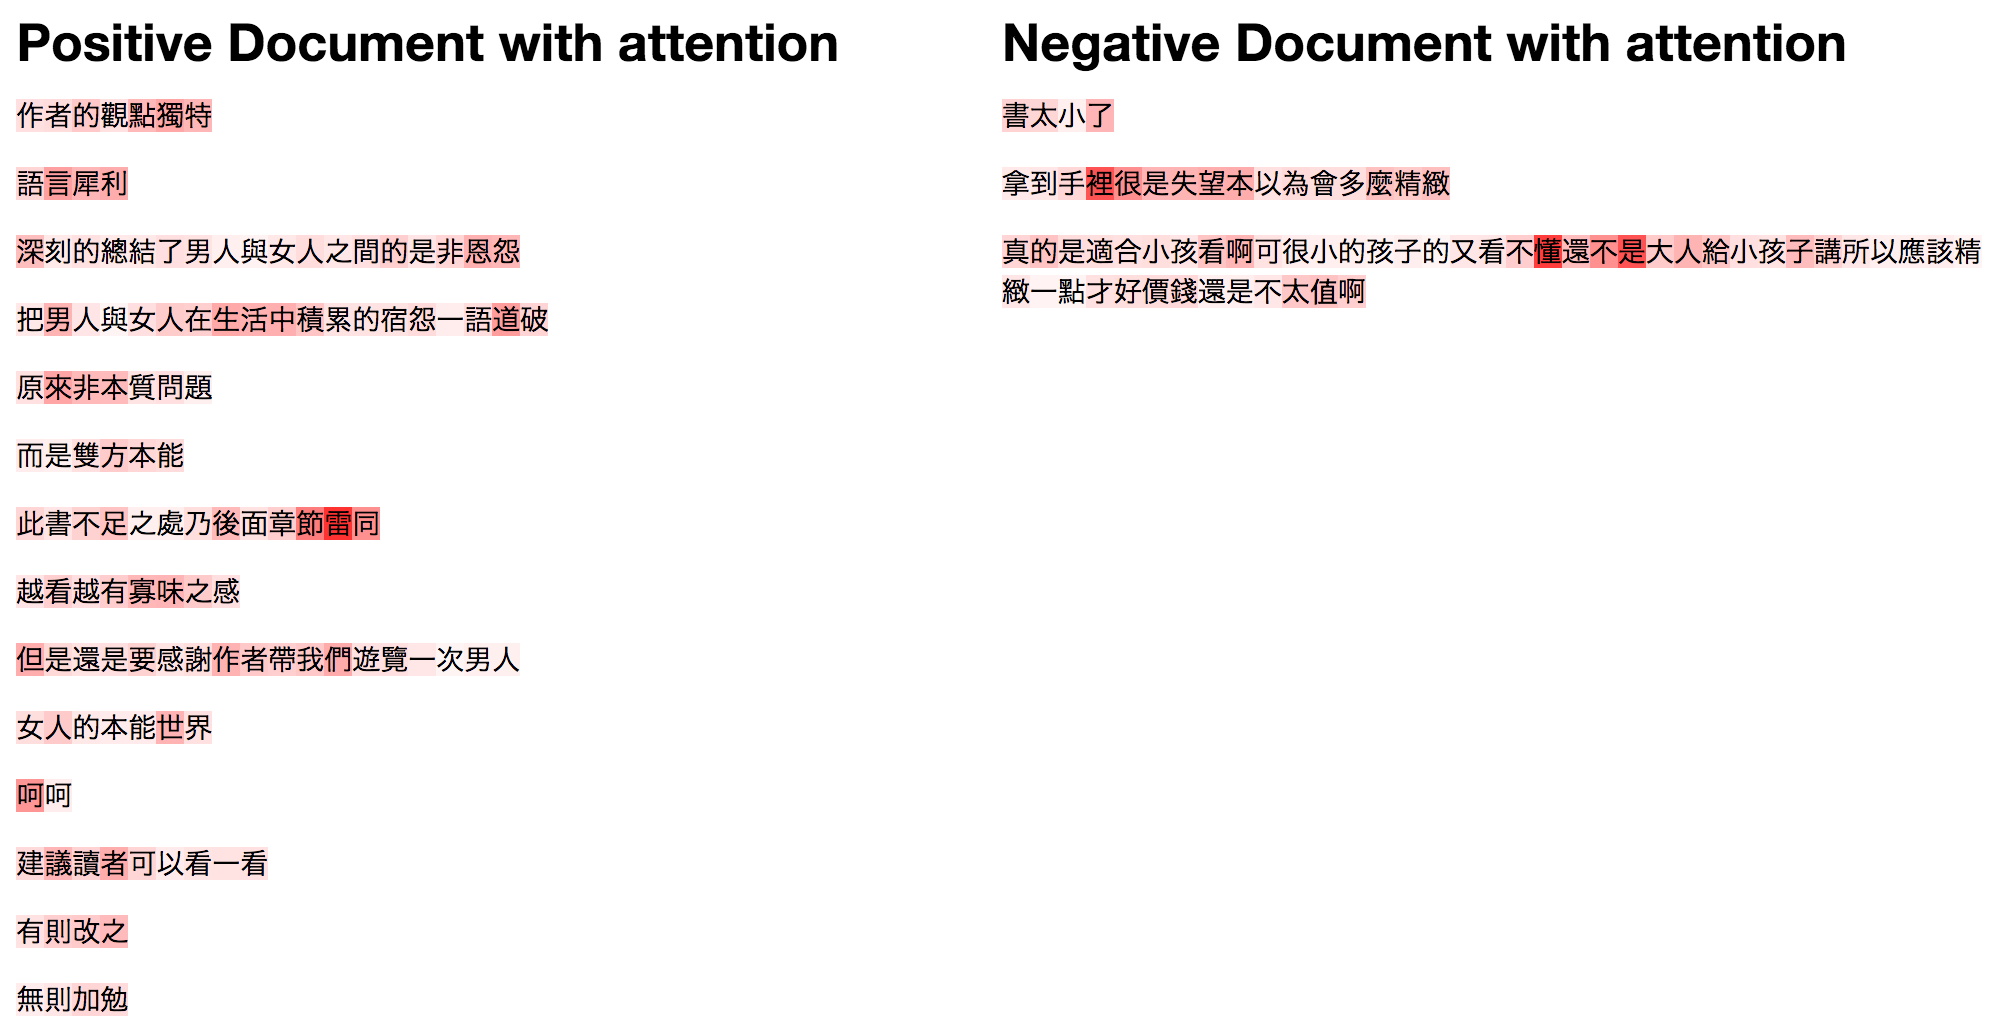 Positive Document with attention
作者的觀點獨特
語言犀利
深刻的總結了男人與女人之間的是非恩怨
把男人與女人在生活中積累的宿怨一語道破
原來非本質問題
而是雙方本能
此書不足之處乃後面章節雷同
越看越有寡味之感
但是還是要感謝作者帶我們遊覽一次男人
女人的本能世界
呵呵
建議讀者可以看一看
有則改之
無則加勉
Negative Document with attention
書太小了
拿到手裡很是失望本以為會多麼精緻
真的是適合小孩看啊可很小的孩子的又看不懂還不是大人給小孩子講所以應該精
緻一點才好價錢還是不太值啊